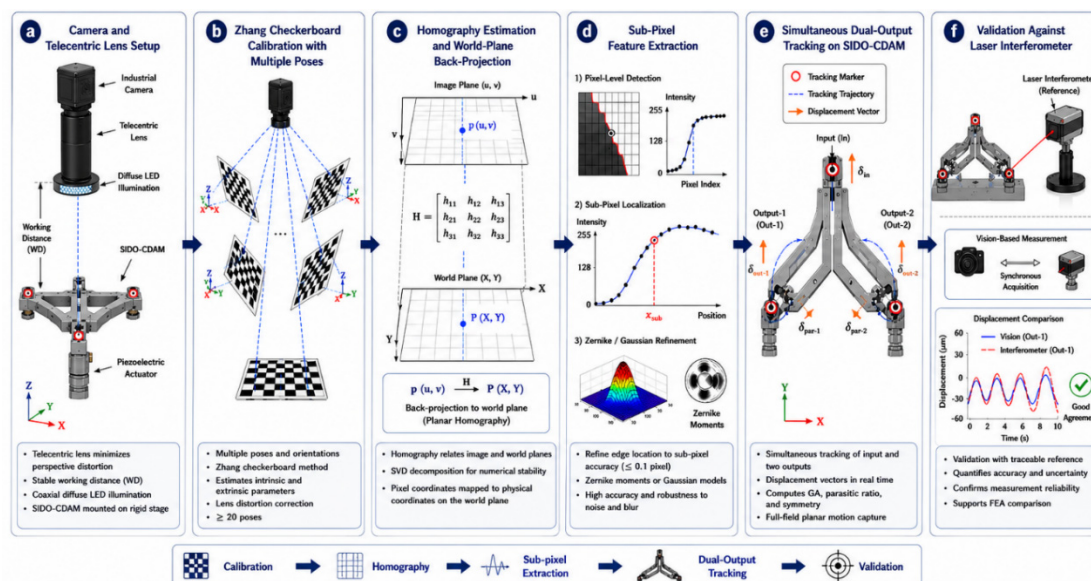 a
Camera and
Telecentric Lens Setup
Industrial
Camera
Telecentric
Lens
Diffuse LED
Illumination
Working
Distance
(WD)
SIDO-CDAM
Piezoelectric
Actuator
Z
Y
X
• Telecentric lens minimizes
perspective distortion
• Stable working distance (WD)
• Coaxial diffuse LED illumination
• SIDO-CDAM mounted on rigid stage
b
Zhang Checkerboard
Calibration with
Multiple Poses
Z
Y
X
Z
Y
X
...
Z
Y
X
Z
Y
X
• Multiple poses and orientations
• Zhang checkerboard method
• Estimates intrinsic and
extrinsic parameters
• Lens distortion correction
• ≥ 20 poses
c
Homography Estimation
and World-Plane
Back-Projection
Image Plane (u, v)
u
v
p (u, v)
H = [ h11 h12 h13
h21 h22 h23
h31 h32 h33 ]
World Plane (X, Y)
X
Y
P (X, Y)
p (u, v) H → P (X, Y)
Back-projection to world plane
(Planar Homography)
• Homography relates image and world planes
• SVD decomposition for numerical stability
• Pixel coordinates mapped to physical
coordinates on the world plane
d
Sub-Pixel
Feature Extraction
1) Pixel-Level Detection
Intensity
255
128
0
Pixel Index
2) Sub-Pixel Localization
Intensity
255
128
0
x_sub
Position
3) Zernike / Gaussian Refinement
Zernike
Moments
• Refine edge location to sub-pixel
accuracy (≤ 0.1 pixel)
• Zernike moments or Gaussian models
• High accuracy and robustness to
noise and blur
e
Simultaneous Dual-Output
Tracking on SIDO-CDAM
Tracking Marker
Tracking Trajectory
Displacement Vector
Input (In)
δin
Output-1
(Out-1)
Output-2
(Out-2)
δout-1
δout-2
δpar-1
δpar-2
Y
X
• Simultaneous tracking of input and
two outputs
• Displacement vectors in real time
• Computes GA, parasitic ratio,
and symmetry
• Full-field planar motion capture
f
Validation Against
Laser Interferometer
Laser Interferometer
(Reference)
Vision-Based Measurement
Synchronous
Acquisition
Displacement Comparison
Vision (Out-1)
Interferometer (Out-1)
Displacement (μm)
60
0
-30
-60
0 2 4 6 8 10
Time (s)
Good
Agreeme
• Validation with traceable reference
• Quantifies accuracy and uncertainty
• Confirms measurement reliability
• Supports FEA comparison
Calibration
Homography
Sub-pixel
Extraction
Dual-Output
Tracking
Validation